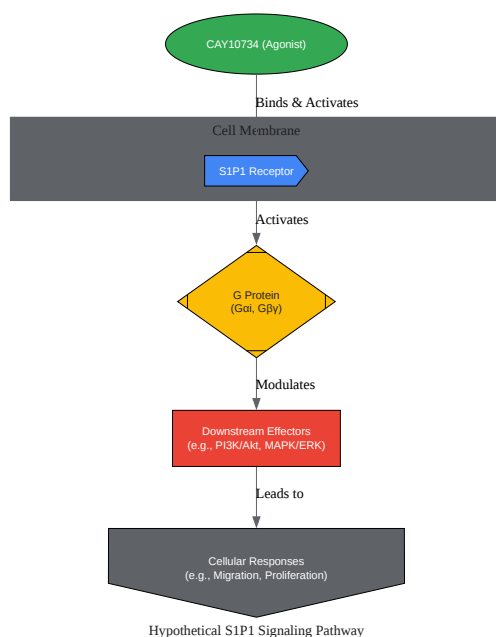 CAY10734 (Agonist)
Binds & Activates
Cell Membrane
S1P1 Receptor
Activates
G Protein
(Gαi, Gβγ)
Modulates
Downstream Effectors
(e.g., PI3K/Akt, MAPK/ERK)
Leads to
Cellular Responses
(e.g., Migration, Proliferation)
Hypothetical S1P1 Signaling Pathway